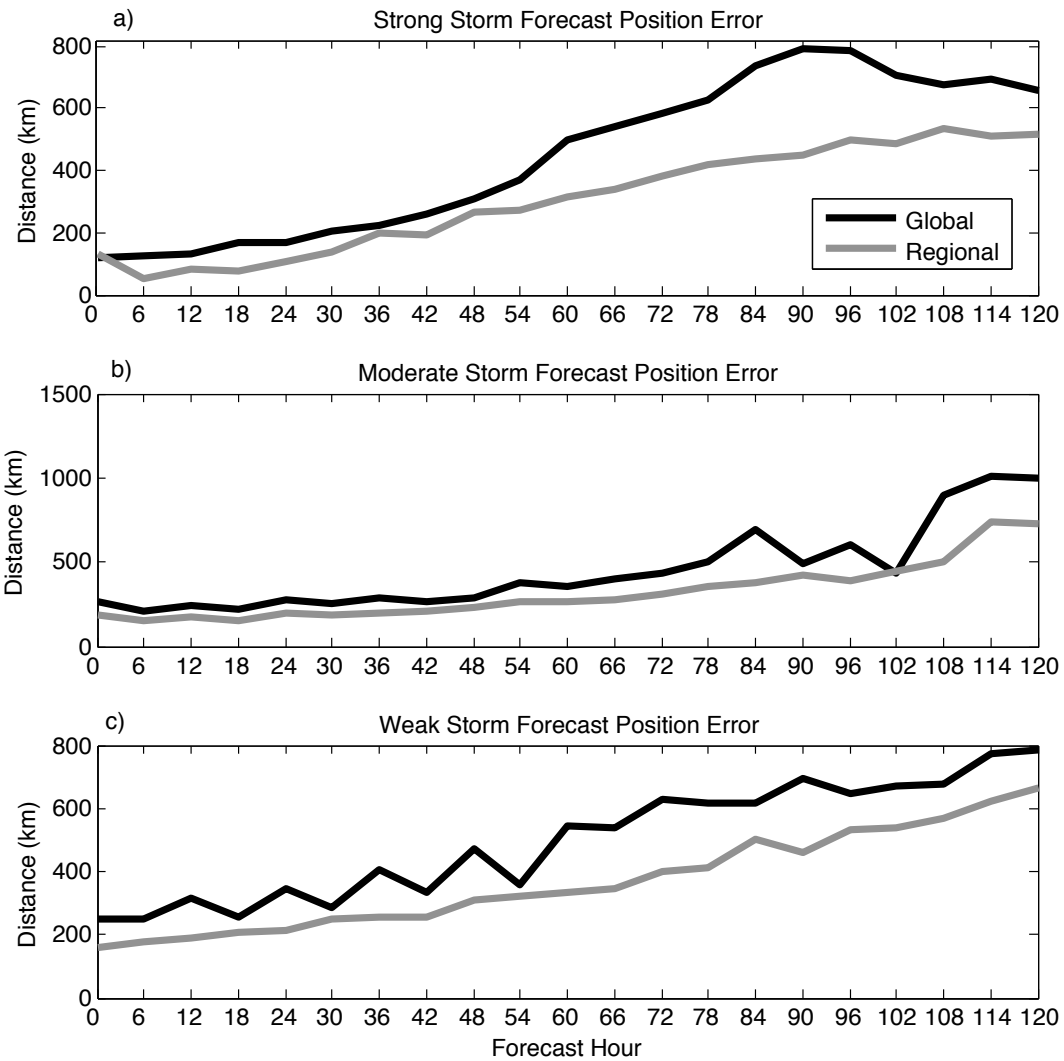 a)
Strong Storm Forecast Position Error
800
600
400
200
0
Distance (km)
Global
Regional
0 6 12 18 24 30 36 42 48 54 60 66 72 78 84 90 96 102 108 114 120
b)
Moderate Storm Forecast Position Error
1500
1000
500
0
Distance (km)
0 6 12 18 24 30 36 42 48 54 60 66 72 78 84 90 96 102 108 114 120
c)
Weak Storm Forecast Position Error
800
600
400
200
0
Distance (km)
0 6 12 18 24 30 36 42 48 54 60 66 72 78 84 90 96 102 108 114 120
Forecast Hour